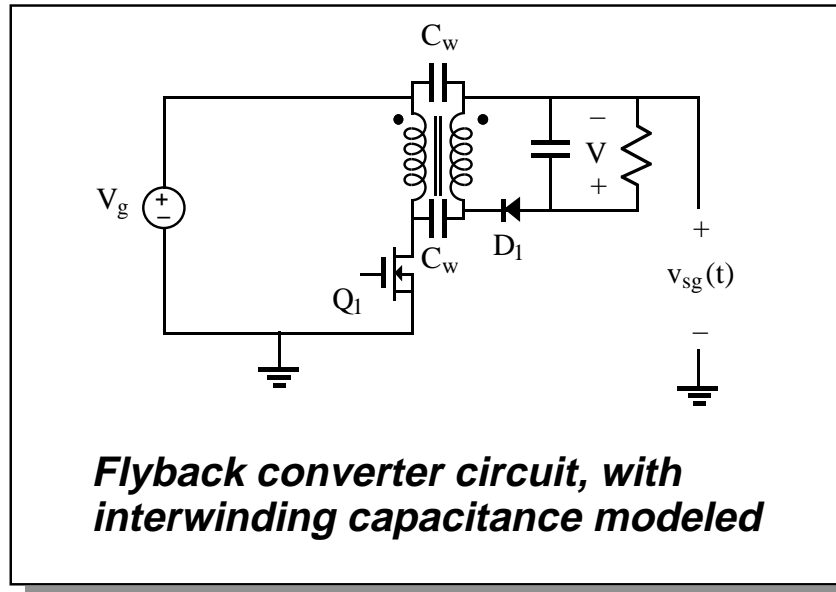 C_w
V_g
+
–
Q_1
C_w
D_1
–
V
+
+
v_sg(t)
–
Flyback converter circuit, with
interwinding capacitance modeled